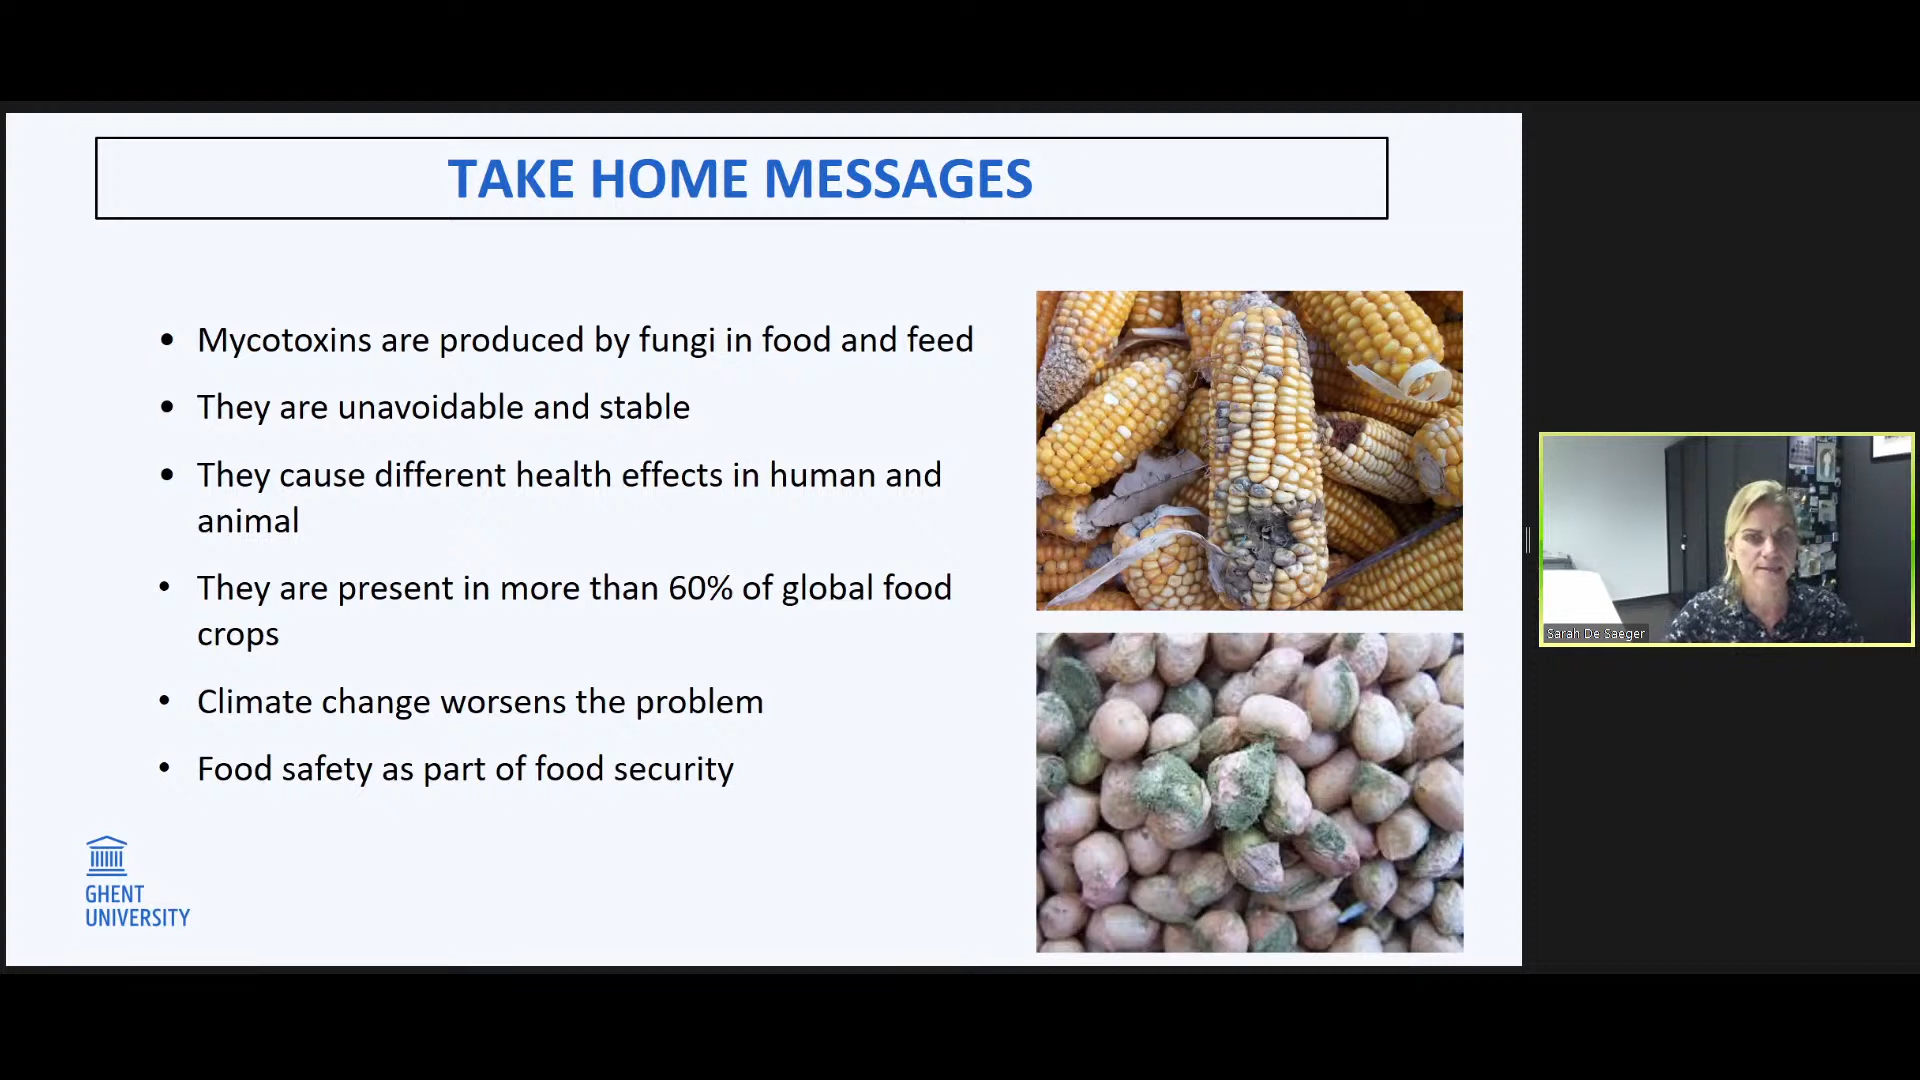 TAKE HOME MESSAGES
• Mycotoxins are produced by fungi in food and feed
• They are unavoidable and stable
• They cause different health effects in human and
animal
• They are present in more than 60% of global food
crops
• Climate change worsens the problem
• Food safety as part of food security
GHENT
UNIVERSITY
Sarah De Saeger